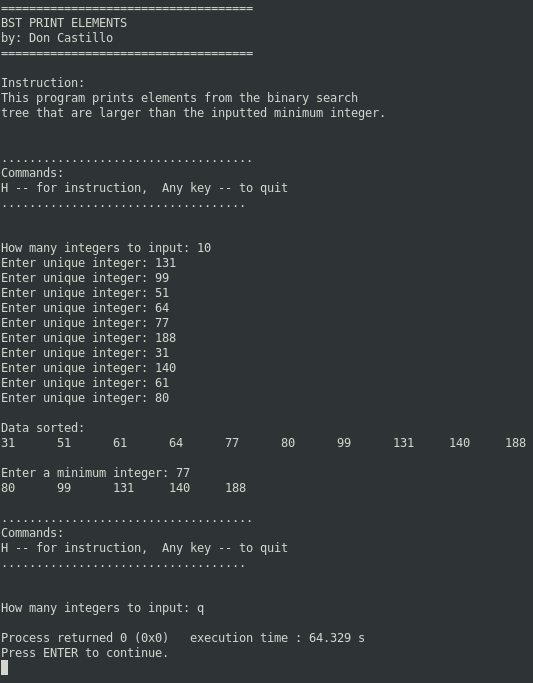 ====================================
BST PRINT ELEMENTS
by: Don Castillo
====================================
Instruction:
This program prints elements from the binary search
tree that are larger than the inputted minimum integer.
....................................
Commands:
H -- for instruction,  Any key -- to quit
...................................
How many integers to input: 10
Enter unique integer: 131
Enter unique integer: 99
Enter unique integer: 51
Enter unique integer: 64
Enter unique integer: 77
Enter unique integer: 188
Enter unique integer: 31
Enter unique integer: 140
Enter unique integer: 61
Enter unique integer: 80
Data sorted:
31      51      61      64      77      80      99      131     140     188
Enter a minimum integer: 77
80      99      131     140     188
....................................
Commands:
H -- for instruction,  Any key -- to quit
...................................
How many integers to input: q
Process returned 0 (0x0)   execution time : 64.329 s
Press ENTER to continue.